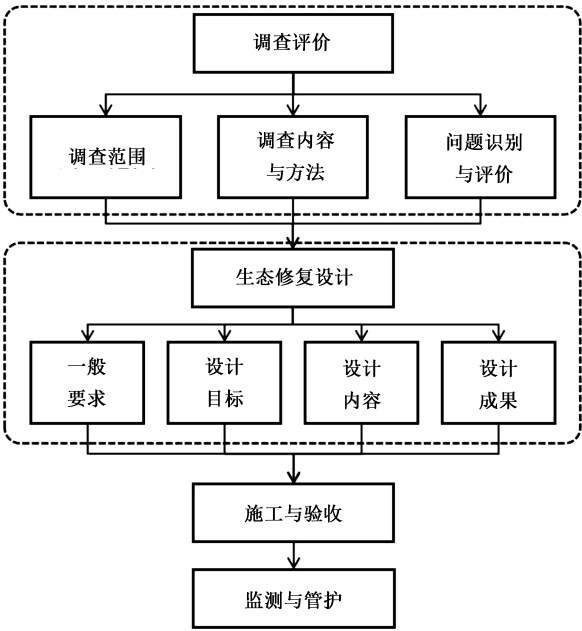 调查评价
调查范围
调查内容
与方法
问题识别
与评价
生态修复设计
一般
要求
设计
目标
设计
内容
设计
成果
施工与验收
监测与管护